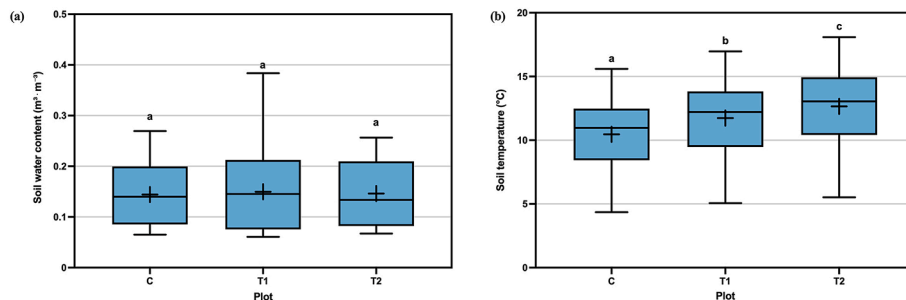 (a)
Soil water content (m³·m⁻³)
0.5
0.4
0.3
0.2
0.1
0
a
a
a
C
T1
T2
Plot
(b)
Soil temperature (°C)
20
15
10
5
0
a
b
c
C
T1
T2
Plot